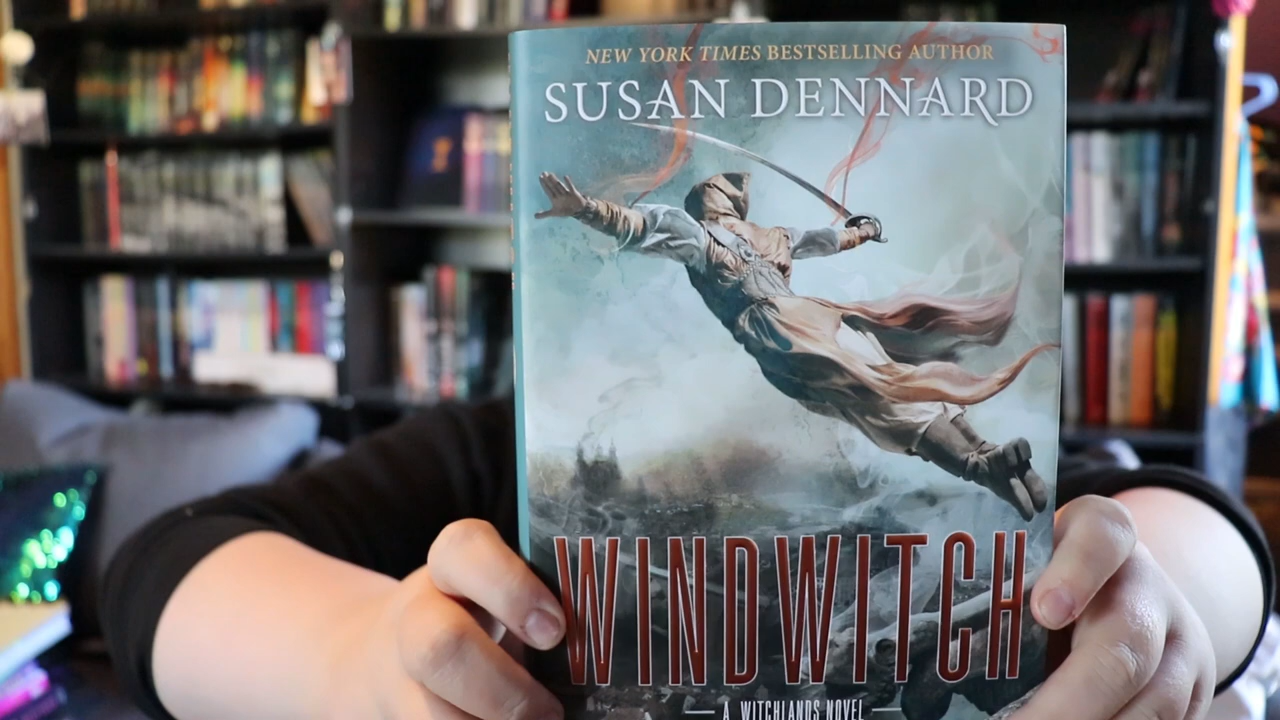 NEW YORK TIMES BESTSELLING AUTHOR
SUSAN DENNARD
WINDWITCH
A WITCHLANDS NOVEL